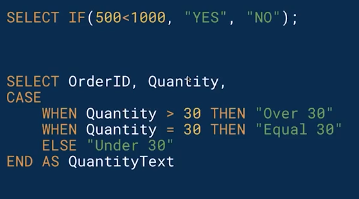 SELECT IF(500<1000, "YES", "NO");
SELECT OrderID, Quantity,
CASE
    WHEN Quantity > 30 THEN "Over 30"
    WHEN Quantity = 30 THEN "Equal 30"
    ELSE "Under 30"
END AS QuantityText